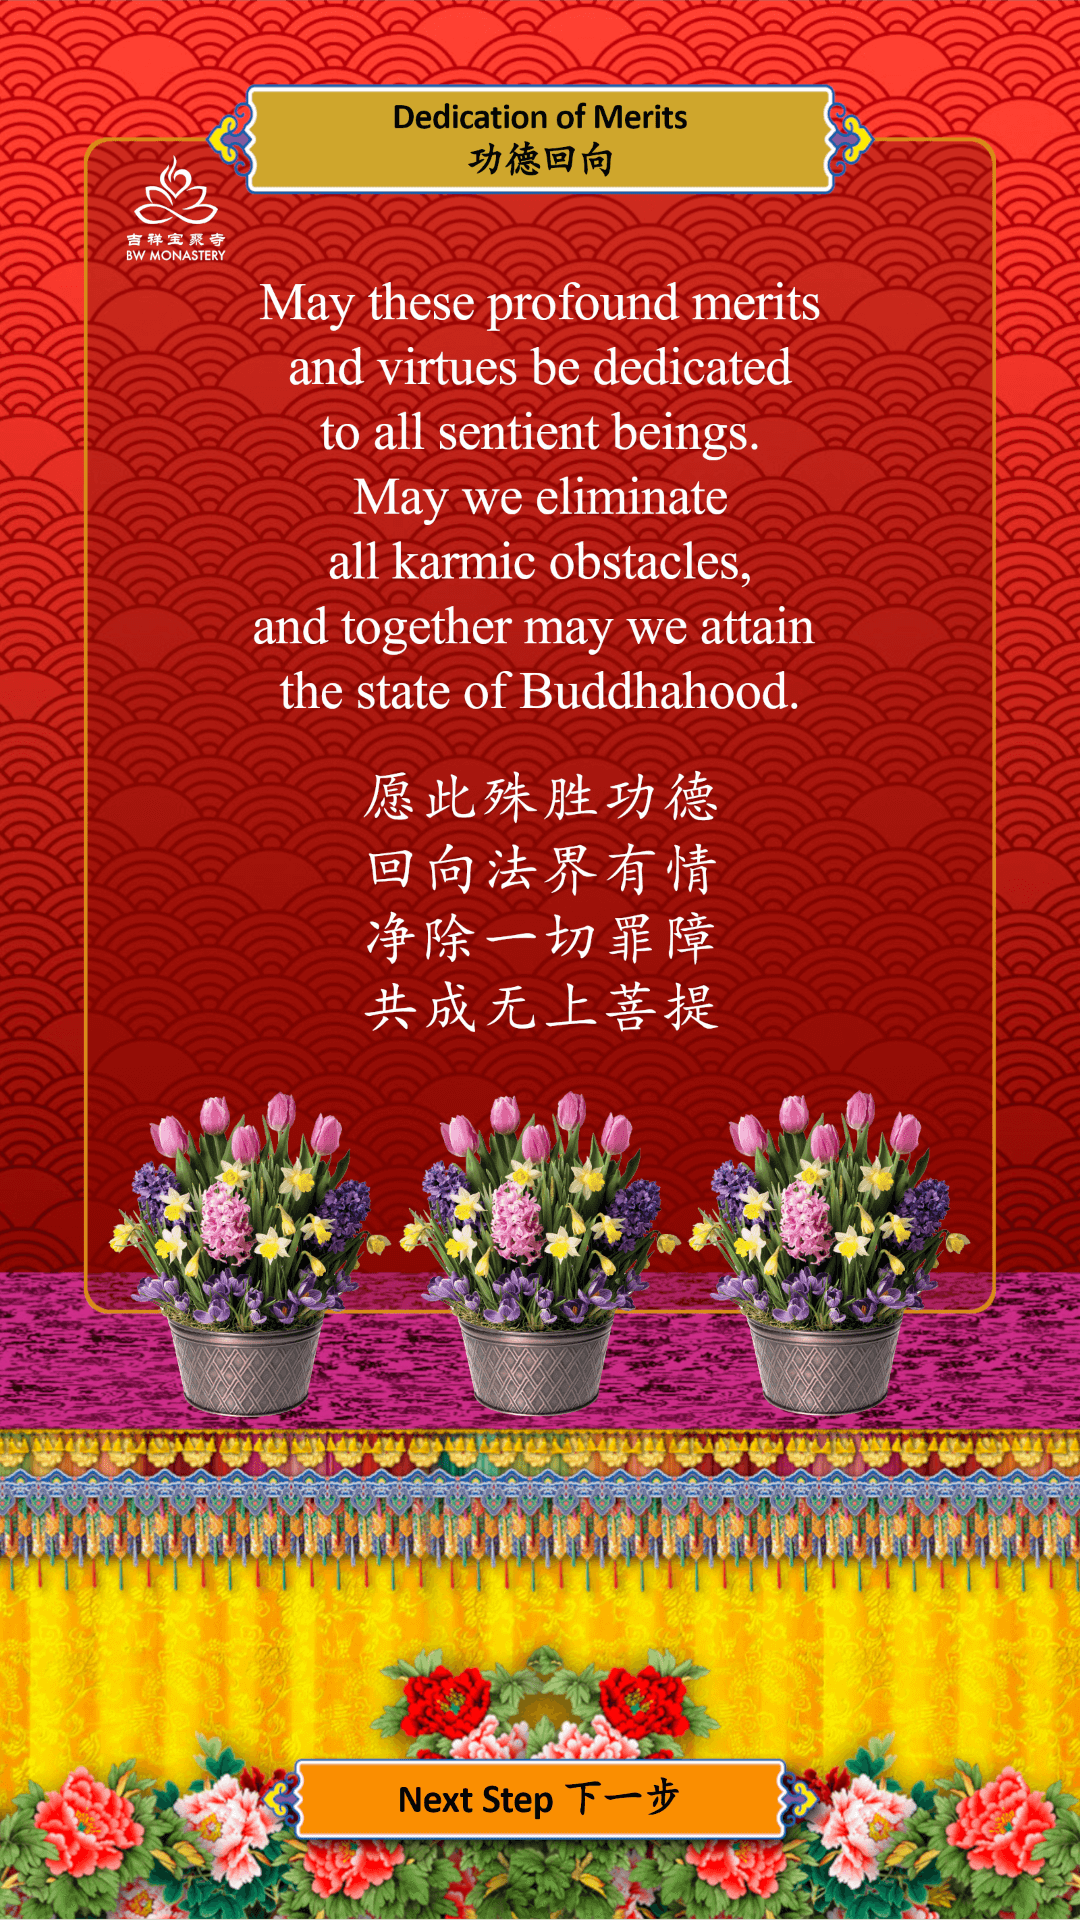 Dedication of Merits
功德回向
吉祥宝聚寺
BW MONASTERY
May these profound merits
and virtues be dedicated
to all sentient beings.
May we eliminate
all karmic obstacles,
and together may we attain
the state of Buddhahood.
愿此殊胜功德
回向法界有情
净除一切罪障
共成无上菩提
Next Step 下一步